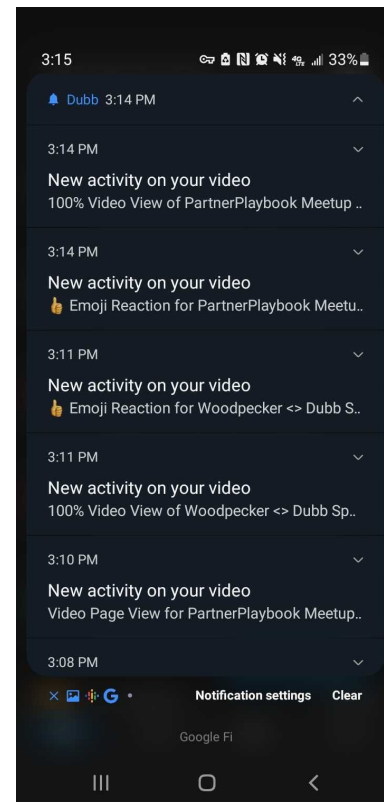 3:15 4G LTE 33%
Dubb 3:14 PM
3:14 PM
New activity on your video
100% Video View of PartnerPlaybook Meetup ..
3:14 PM
New activity on your video
👍 Emoji Reaction for PartnerPlaybook Meetu..
3:11 PM
New activity on your video
👍 Emoji Reaction for Woodpecker <> Dubb S..
3:11 PM
New activity on your video
100% Video View of Woodpecker <> Dubb Sp..
3:10 PM
New activity on your video
Video Page View for PartnerPlaybook Meetup..
3:08 PM
Notification settings Clear
Google Fi